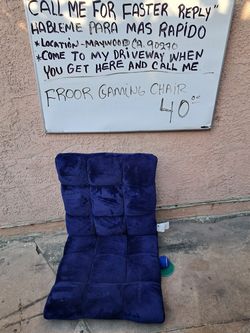 CALL ME FOR FASTER REPLY"
HABLEME PARA MAS RAPIDO
*LOCATION-MAYWOOD CA. 90270
*COME TO MY DRIVEWAY WHEN
YOU GET HERE AND CALL ME
FROOR GAMING CHAIR
40°°